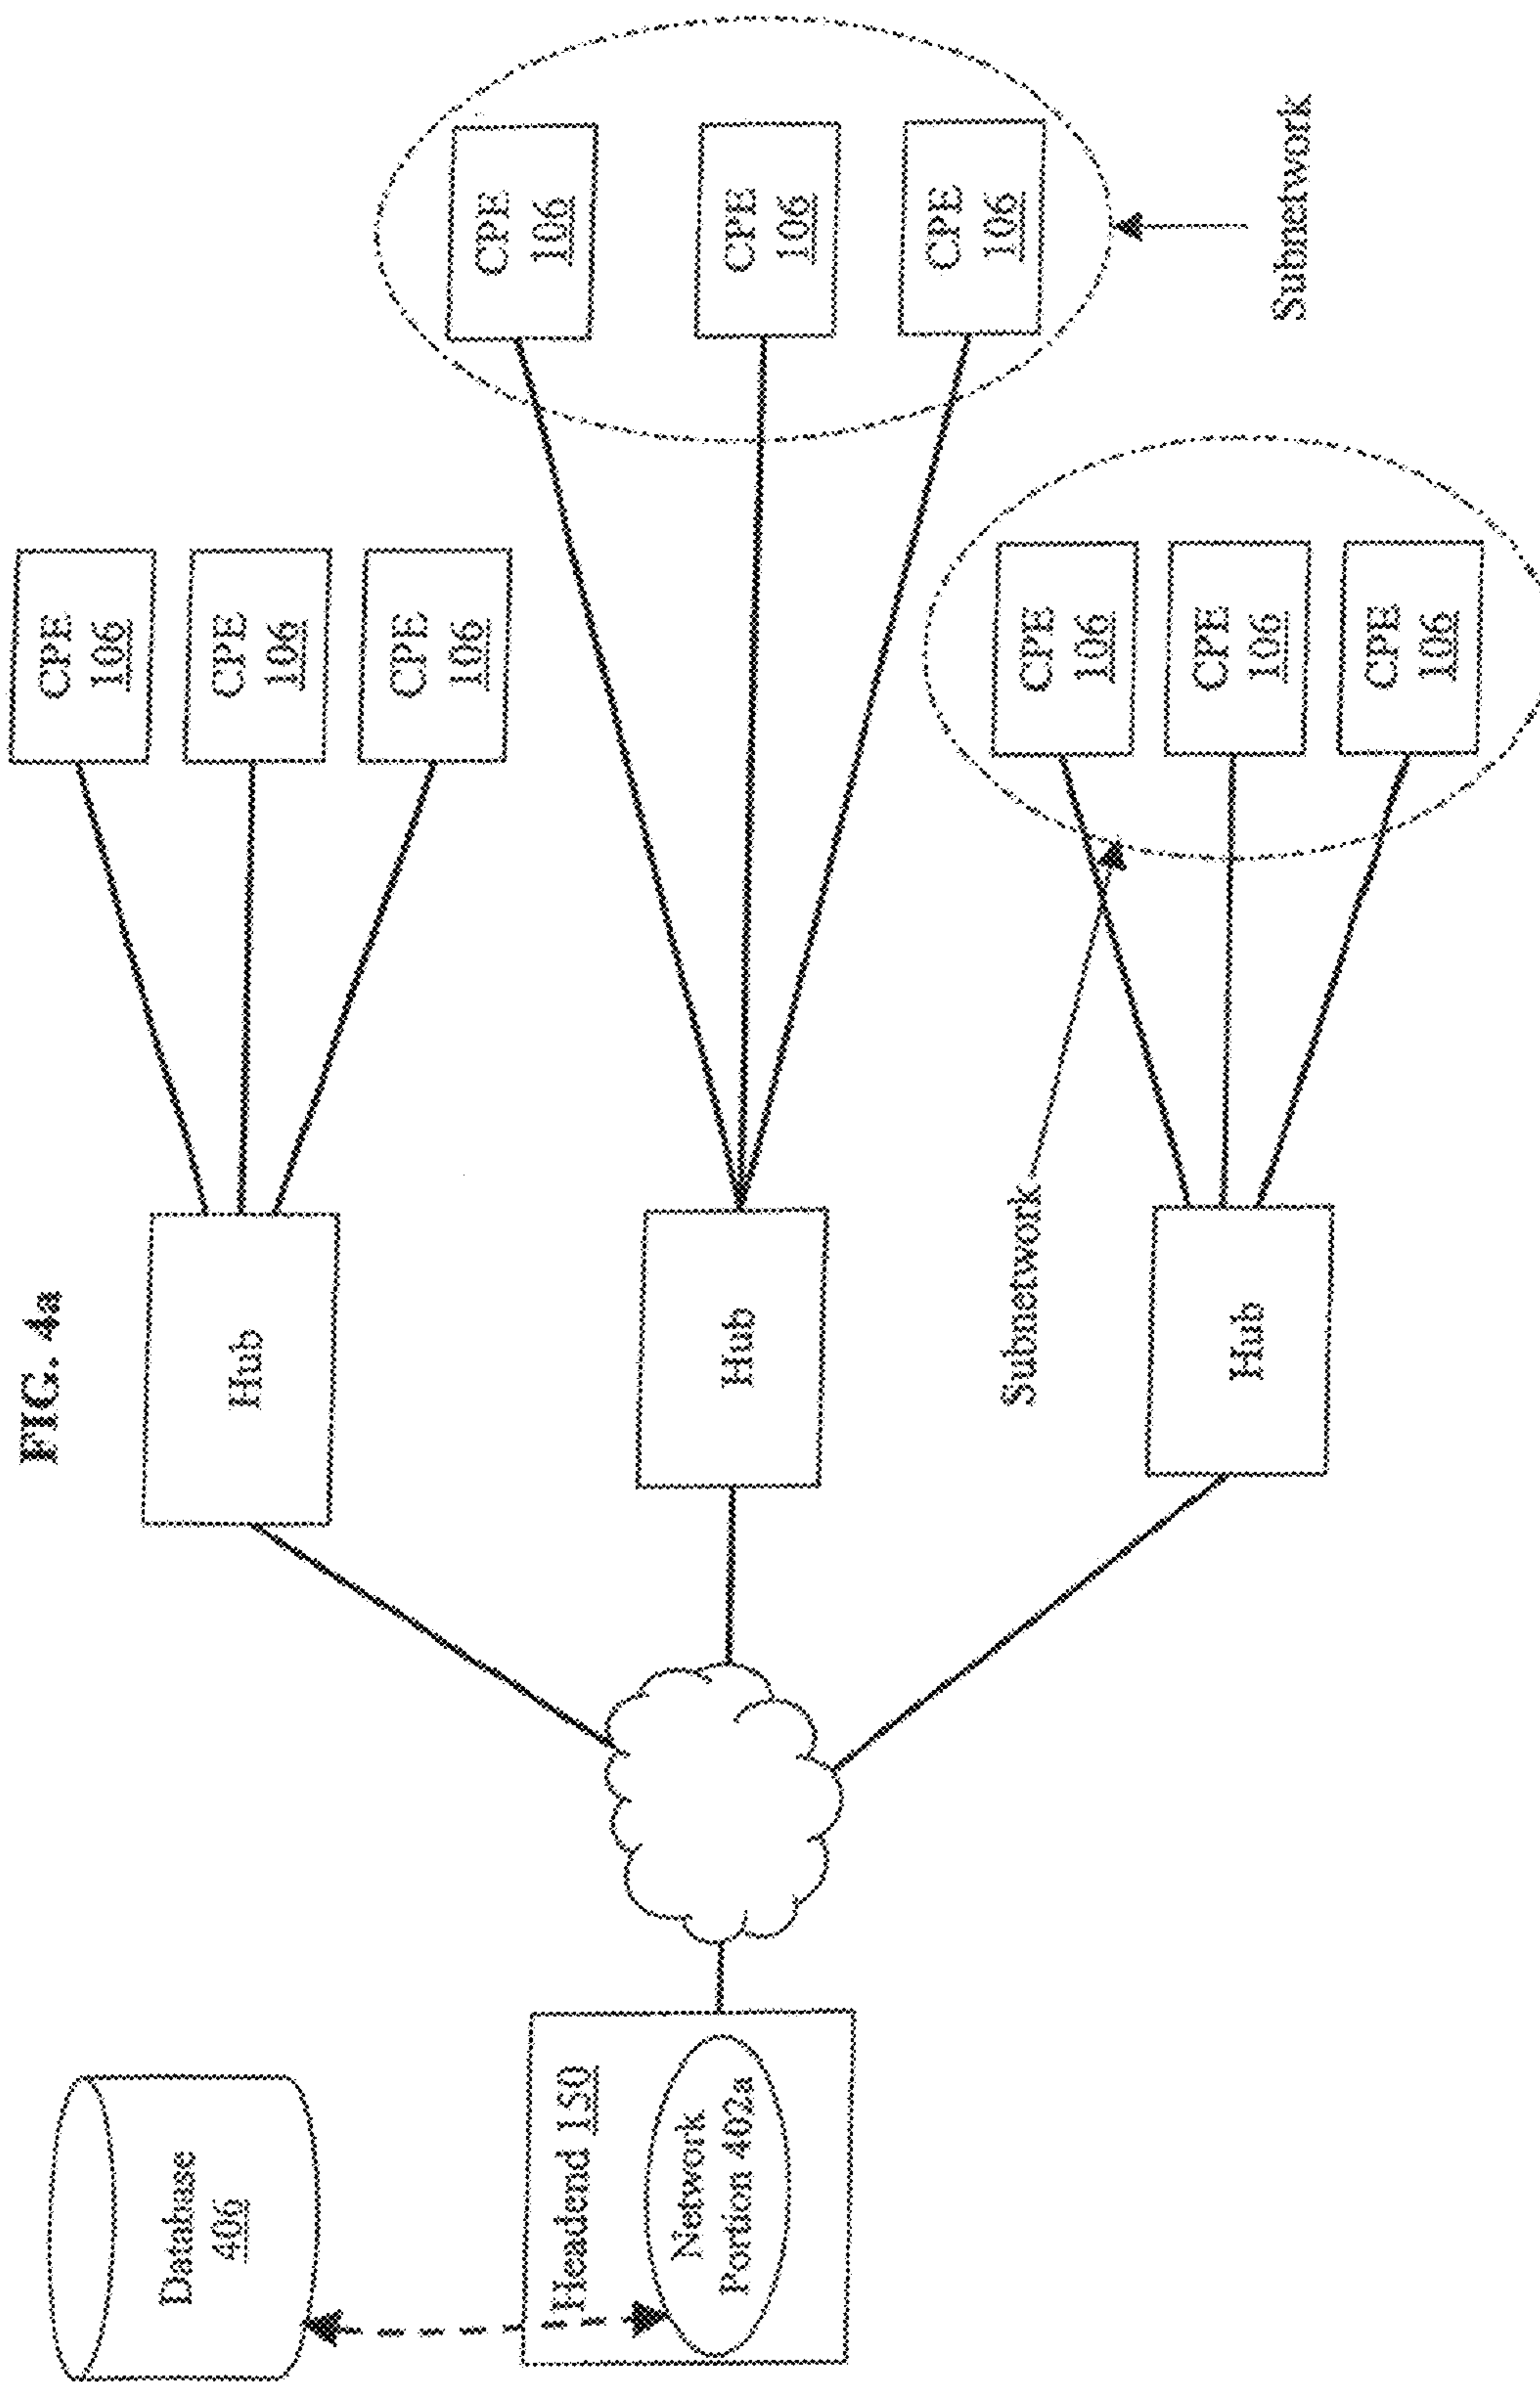 FIG. 4a
Database
406
Headend 150
Network
Portion 402a
Hub
Hub
Hub
CPE
106
CPE
106
CPE
106
CPE
106
CPE
106
CPE
106
CPE
106
CPE
106
CPE
106
Subnetwork
Subnetwork